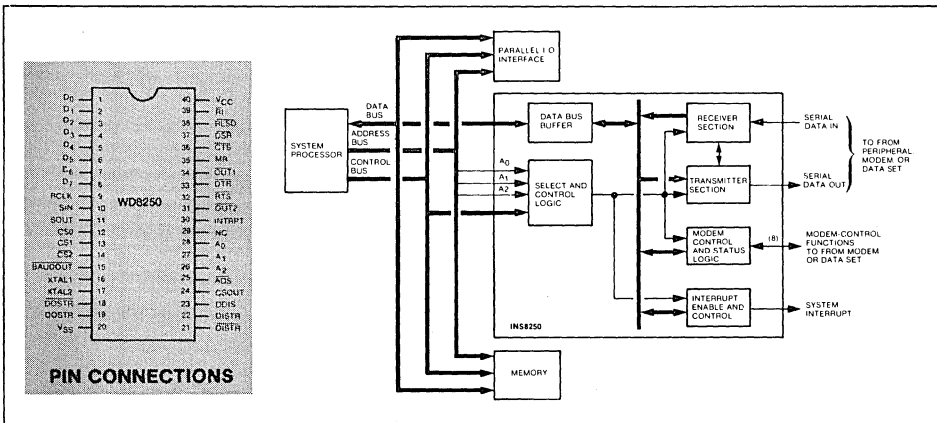 D0 1 40 VCC
D1 2 39 RI
D2 3 38 RLSD
D3 4 37 DSR
D4 5 36 CTS
D5 6 35 MR
D6 7 34 OUT1
D7 8 33 DTR
RCLK 9 32 RTS
SIN 10 31 OUT2
SOUT 11 30 INTRPT
CS0 12 29 NC
CS1 13 28 A0
CS2 14 27 A1
BAUDOUT 15 26 A2
XTAL1 16 25 ADS
XTAL2 17 24 CSOUT
DOSTR 18 23 DDIS
DOSTR 19 22 DISTR
VSS 20 21 DISTR
WD8250
PIN CONNECTIONS
SYSTEM
PROCESSOR
DATA
BUS
ADDRESS
BUS
CONTROL
BUS
PARALLEL I O
INTERFACE
DATA BUS
BUFFER
A0
A1
A2
SELECT AND
CONTROL
LOGIC
INS8250
RECEIVER
SECTION
TRANSMITTER
SECTION
MODEM
CONTROL
AND STATUS
LOGIC
INTERRUPT
ENABLE AND
CONTROL
SERIAL
DATA IN
SERIAL
DATA OUT
TO FROM
PERIPHERAL
MODEM OR
DATA SET
(8)
MODEM-CONTROL
FUNCTIONS
TO FROM MODEM
OR DATA SET
SYSTEM
INTERRUPT
MEMORY